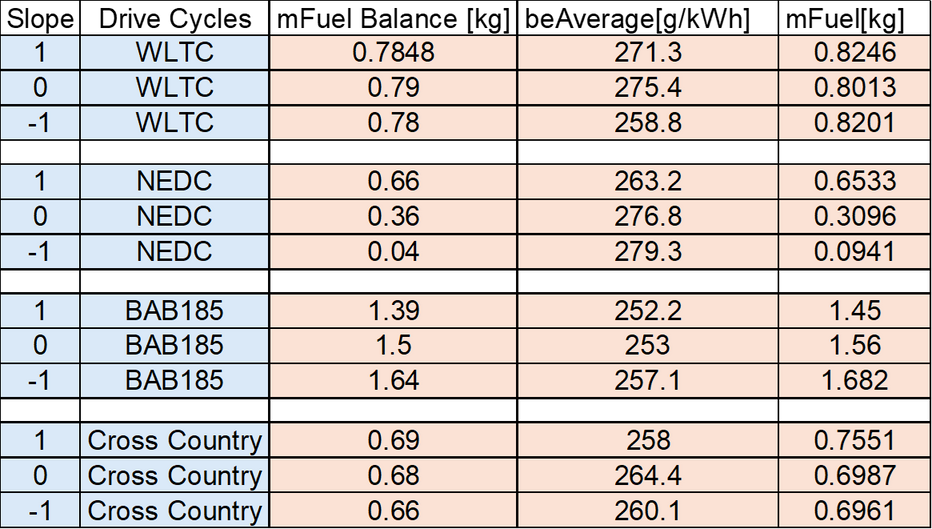 Slope Drive Cycles mFuel Balance [kg] beAverage[g/kWh] mFuel[kg]
1 WLTC 0.7848 271.3 0.8246
0 WLTC 0.79 275.4 0.8013
-1 WLTC 0.78 258.8 0.8201
1 NEDC 0.66 263.2 0.6533
0 NEDC 0.36 276.8 0.3096
-1 NEDC 0.04 279.3 0.0941
1 BAB185 1.39 252.2 1.45
0 BAB185 1.5 253 1.56
-1 BAB185 1.64 257.1 1.682
1 Cross Country 0.69 258 0.7551
0 Cross Country 0.68 264.4 0.6987
-1 Cross Country 0.66 260.1 0.6961